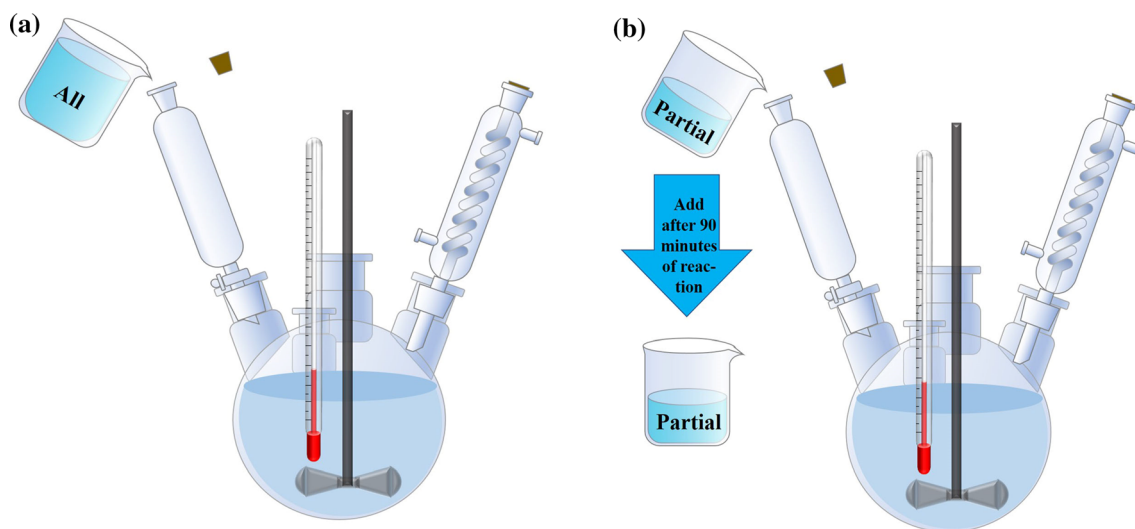 (a)
All
(b)
Partial
Add
after 90
minutes
of reac-
tion
Partial